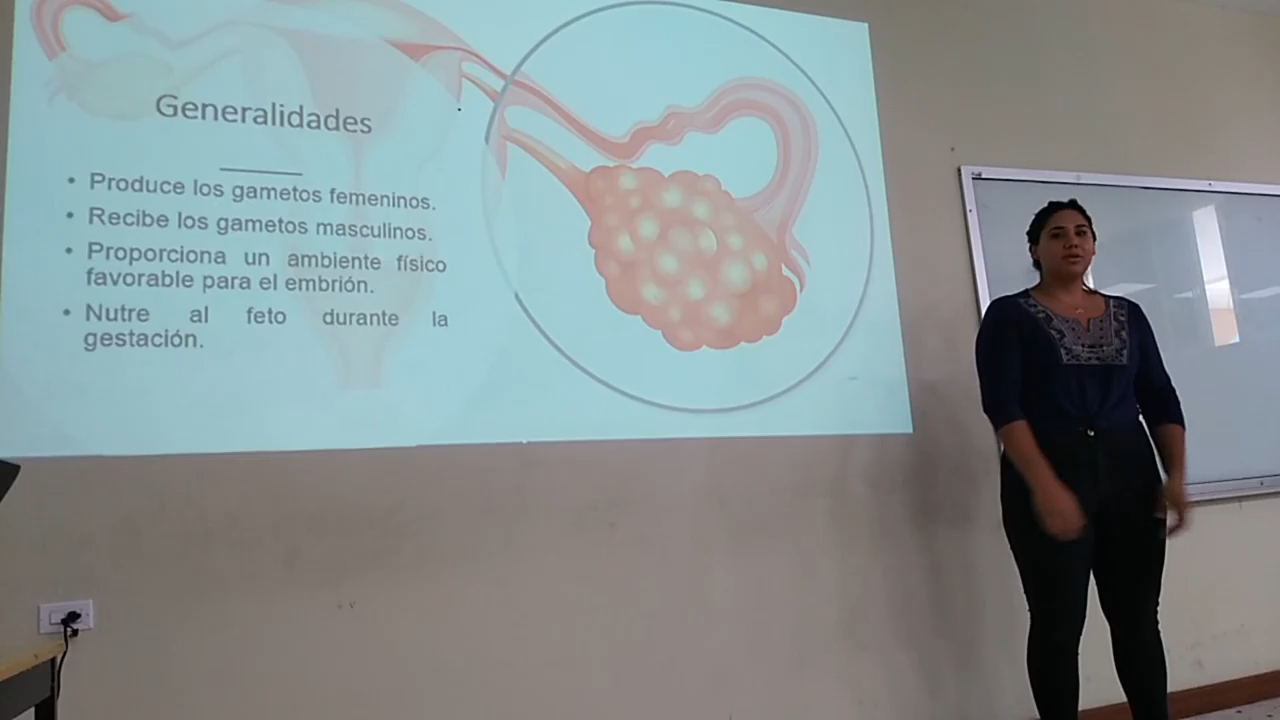 Generalidades
• Produce los gametos femeninos.
• Recibe los gametos masculinos.
• Proporciona un ambiente físico
favorable para el embrión.
• Nutre al feto durante la
gestación.